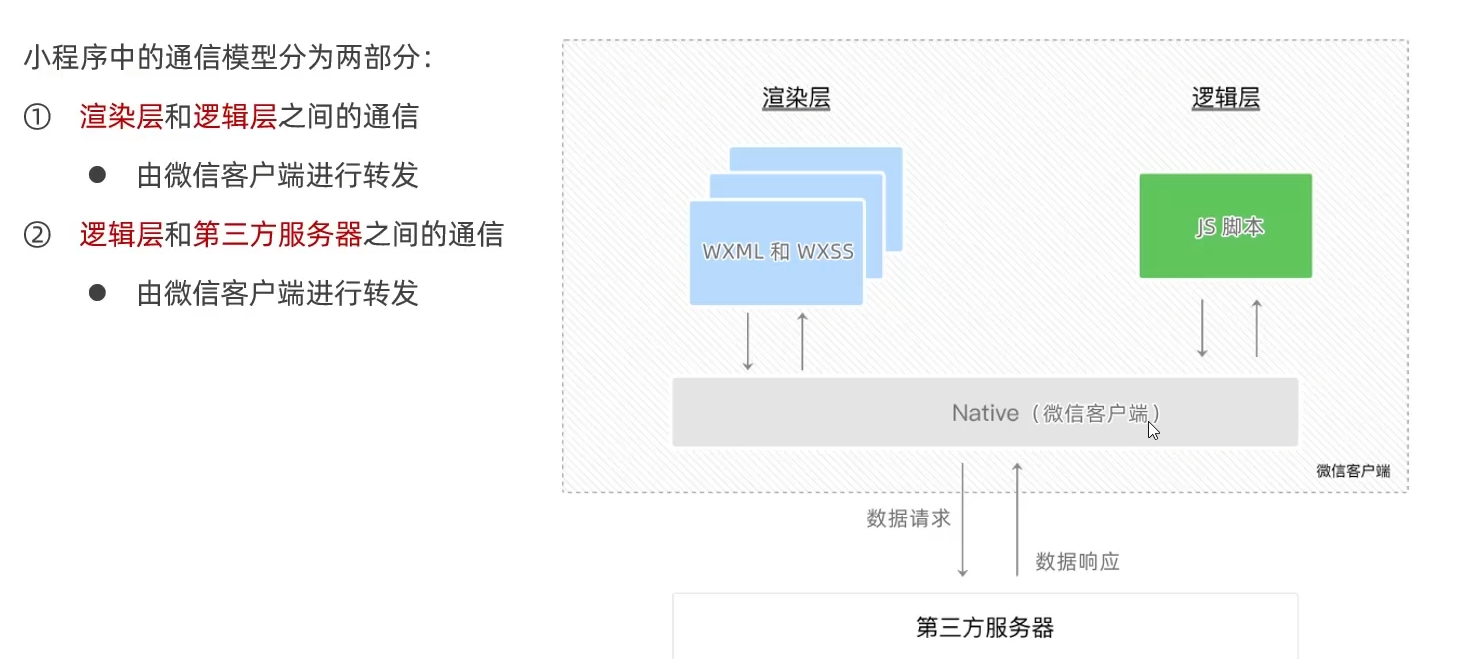 小程序中的通信模型分为两部分：
① 渲染层和逻辑层之间的通信
● 由微信客户端进行转发
② 逻辑层和第三方服务器之间的通信
● 由微信客户端进行转发
渲染层
逻辑层
WXML 和 WXSS
JS 脚本
Native（微信客户端）
微信客户端
数据请求
数据响应
第三方服务器